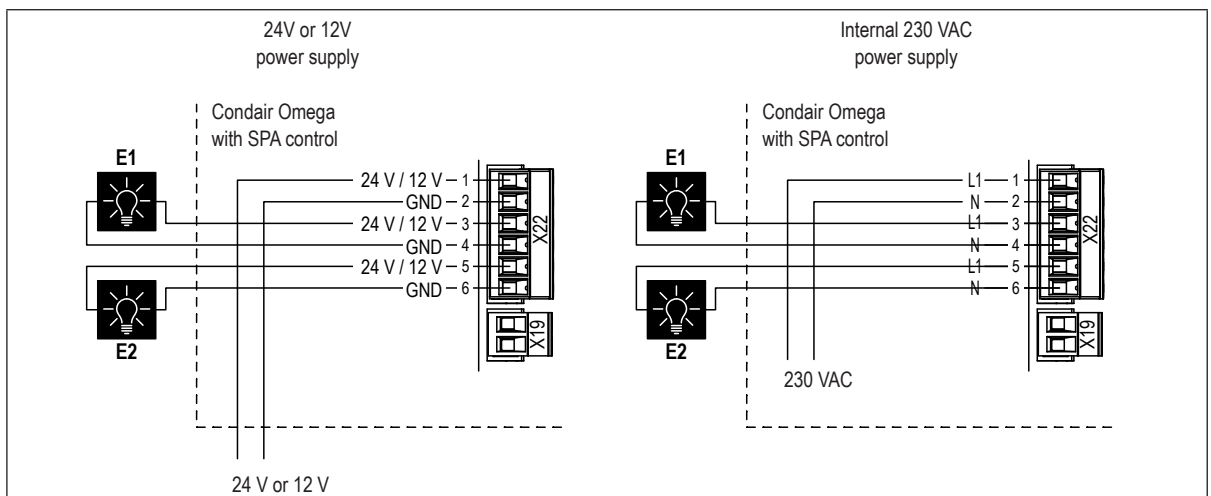 24V or 12V
power supply
Condair Omega
with SPA control
E1
24 V / 12 V 1
GND 2
24 V / 12 V 3
GND 4
24 V / 12 V 5
GND 6
X22
X19
E2
24 V or 12 V
Internal 230 VAC
power supply
Condair Omega
with SPA control
E1
L1 1
N 2
L1 3
N 4
L1 5
N 6
X22
X19
E2
230 VAC